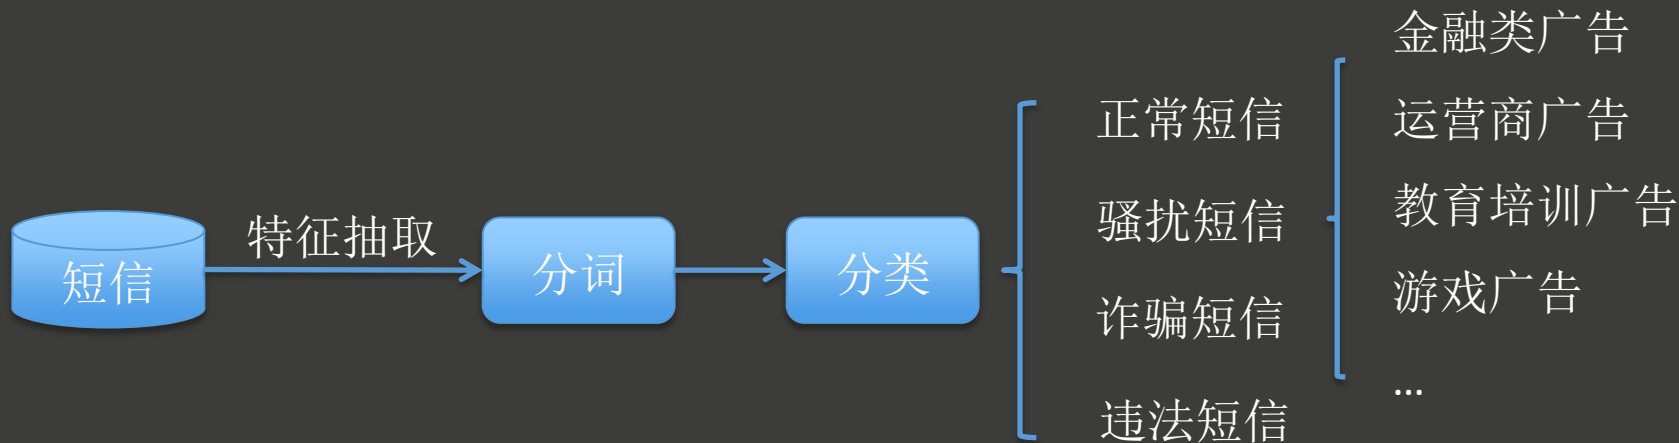 短信
特征抽取
分词
分类
正常短信
骚扰短信
诈骗短信
违法短信
金融类广告
运营商广告
教育培训广告
游戏广告
...